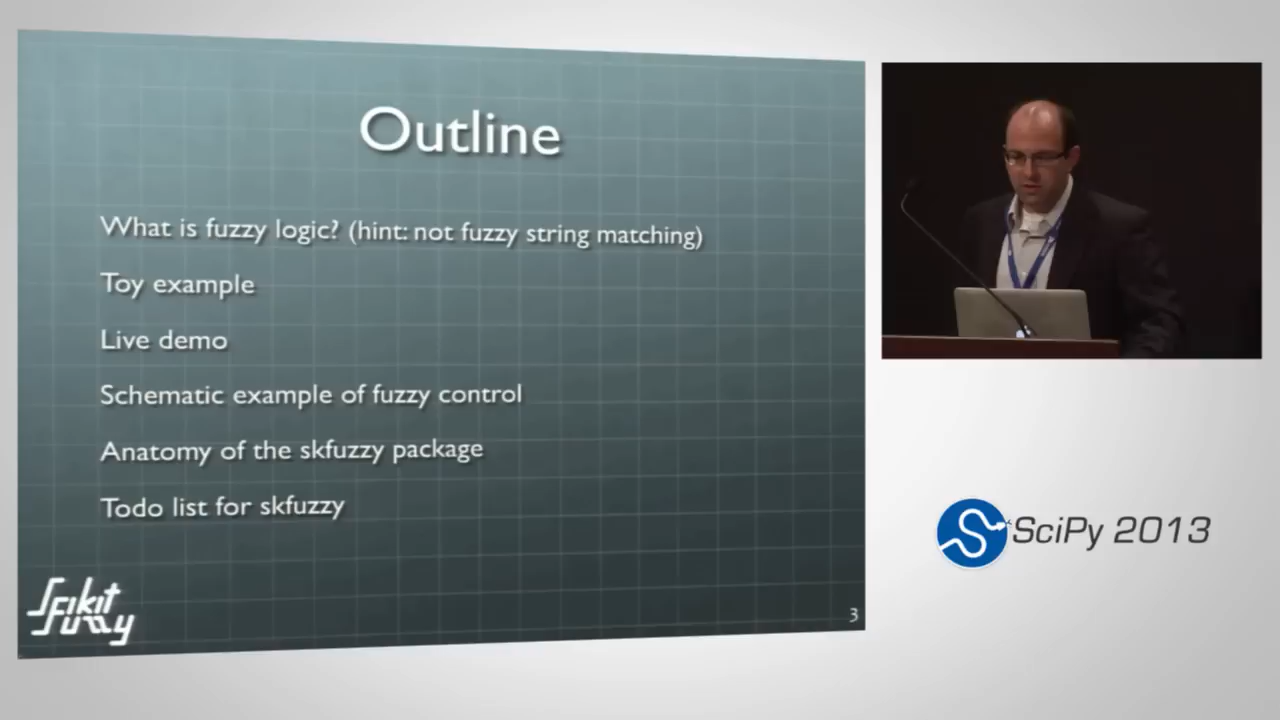 Outline
What is fuzzy logic? (hint: not fuzzy string matching)
Toy example
Live demo
Schematic example of fuzzy control
Anatomy of the skfuzzy package
Todo list for skfuzzy
Scikit
Fuzzy
3
SciPy 2013